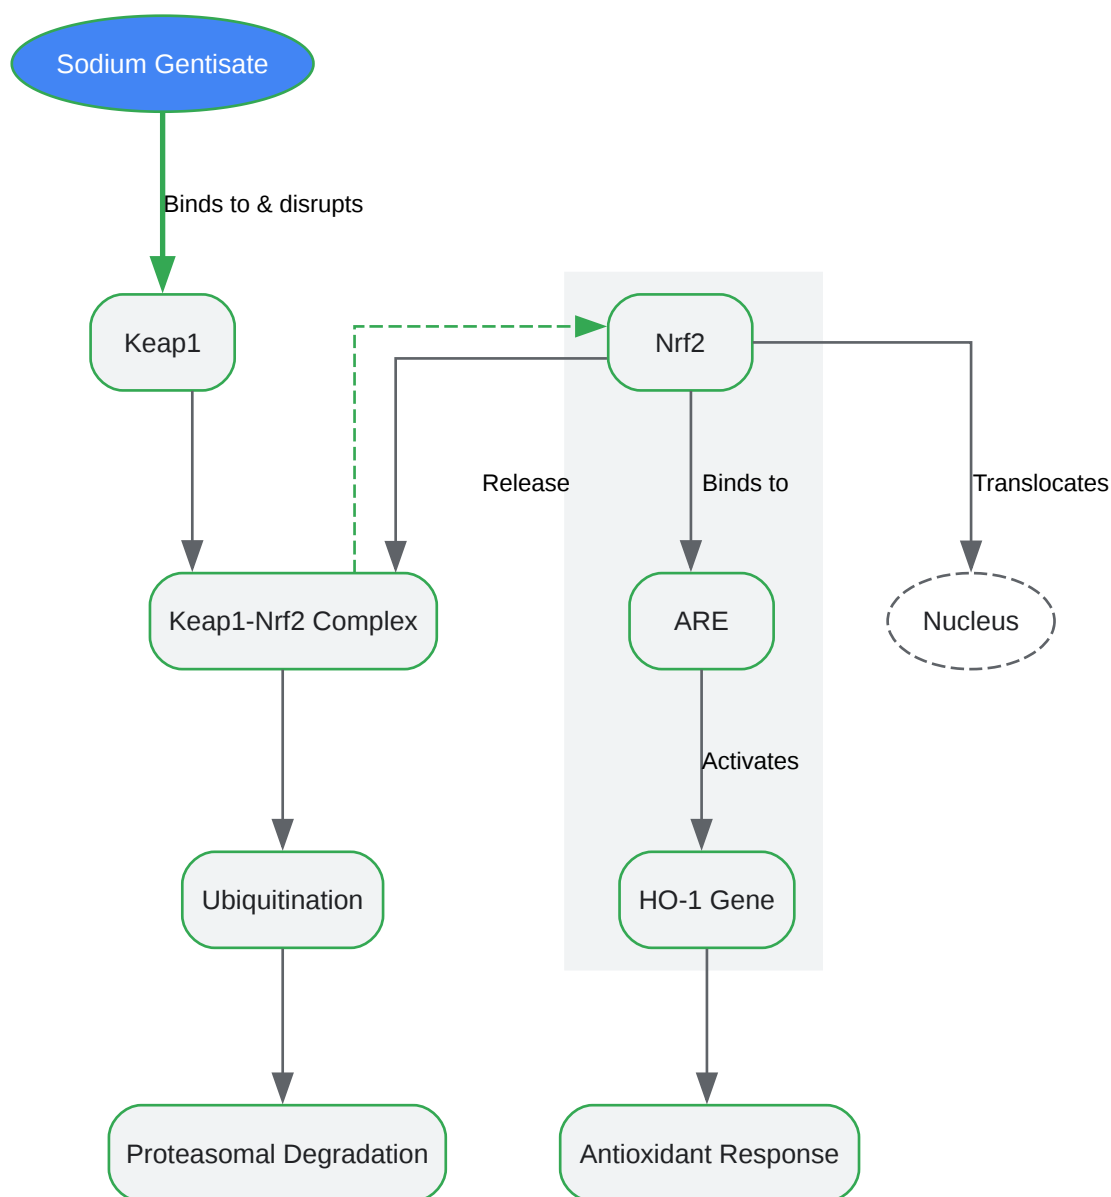 Sodium Gentisate
Binds to & disrupts
Keap1
Nrf2
Release
Binds to
Translocates
Keap1-Nrf2 Complex
ARE
Nucleus
Activates
Ubiquitination
HO-1 Gene
Proteasomal Degradation
Antioxidant Response